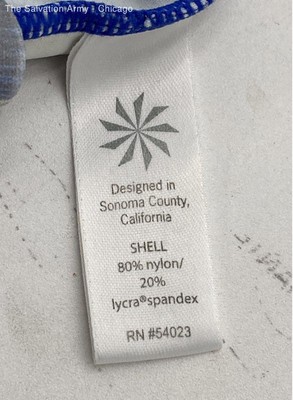 The Salvation Army | Chicago
Designed in
Sonoma County,
California
SHELL
80% nylon/
20%
lycra®spandex
RN #54023